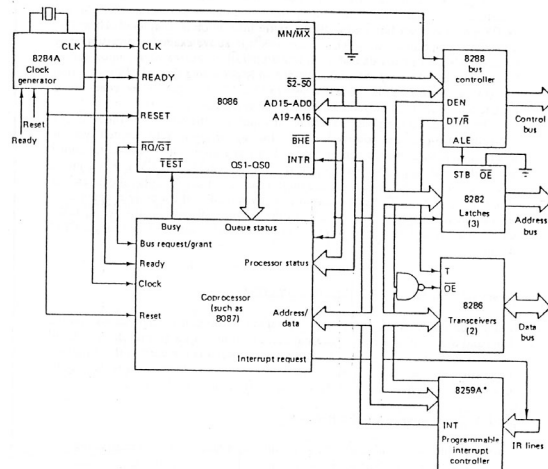 CLK
8284A
Clock
generator
Reset
Ready
CLK
READY
RESET
RQ/GT
TEST
MN/MX
S2-S0
8086
AD15-AD0
A19-A16
BHE
INTR
QS1-QS0
Busy
Queue status
Bus request/grant
Ready
Clock
Reset
Processor status
Coprocessor
(such as
8087)
Address/
data
Interrupt request
8288
bus
controller
DEN
DT/R
ALE
Control
bus
STB OE
8282
Latches
(3)
Address
bus
T
OE
8286
Transceivers
(2)
Data
bus
8259A*
INT
Programmable
interrupt
controller
IR lines